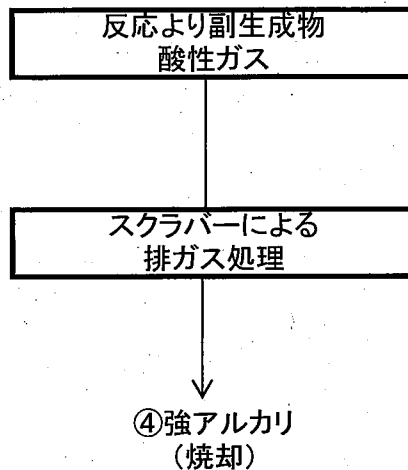 反応より副生成物
酸性ガス
スクラバーによる
排ガス処理
④強アルカリ
(焼却)